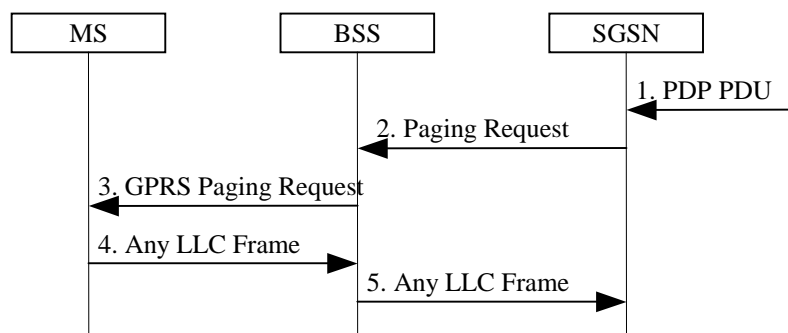 MS
BSS
SGSN
1. PDP PDU
2. Paging Request
3. GPRS Paging Request
4. Any LLC Frame
5. Any LLC Frame